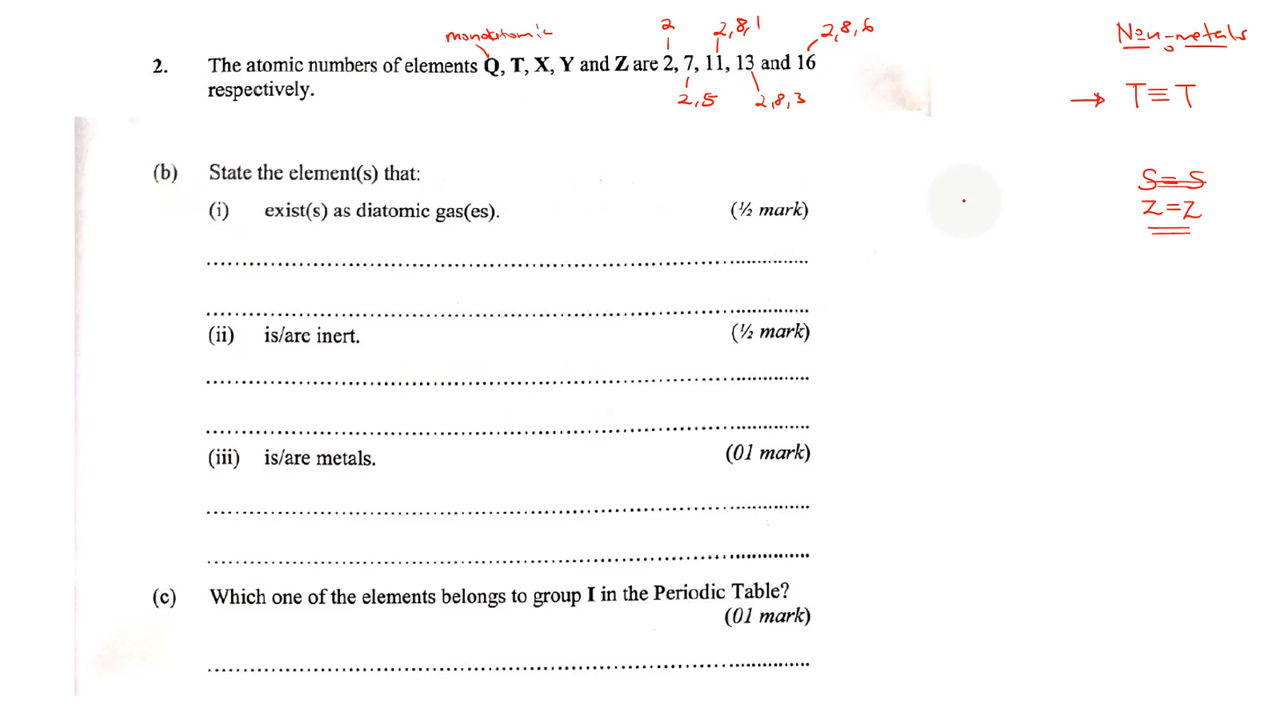 monoatomic 2 2,8,1 2,8,6
2. The atomic numbers of elements Q, T, X, Y and Z are 2, 7, 11, 13 and 16
respectively.
2,5 2,8,3
Non-metals
→ T≡T
S=S
Z=Z
(b) State the element(s) that:
(i) exist(s) as diatomic gas(es). (½ mark)
(ii) is/are inert. (½ mark)
(iii) is/are metals. (01 mark)
(c) Which one of the elements belongs to group I in the Periodic Table?
(01 mark)